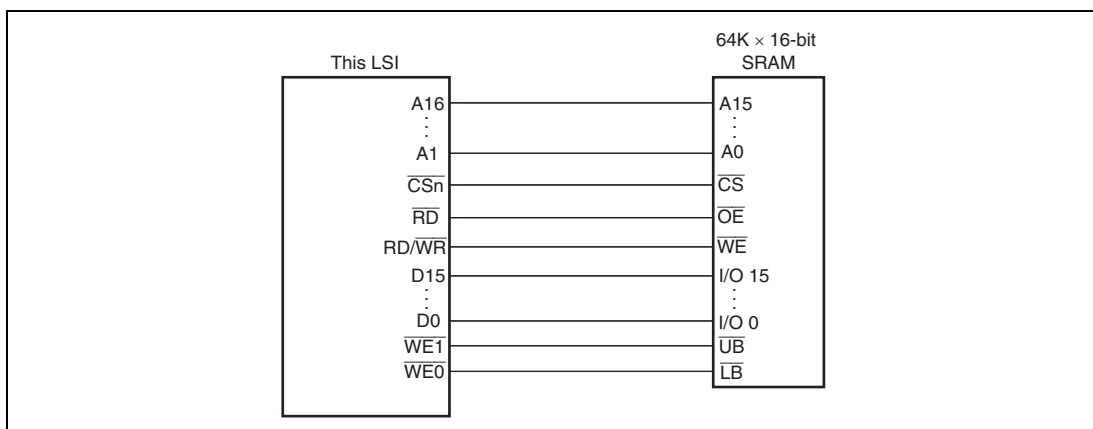 64K × 16-bit
This LSI SRAM
A16 A15
A1 A0
CSn CS
RD OE
RD/WR WE
D15 I/O 15
D0 I/O 0
WE1 UB
WE0 LB